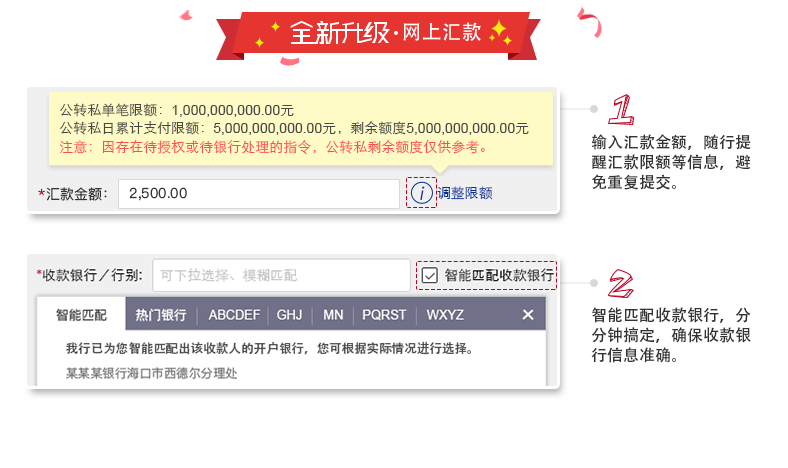 全新升级·网上汇款
公转私单笔限额：1,000,000,000.00元
公转私日累计支付限额：5,000,000,000.00元，剩余额度5,000,000,000.00元
注意：因存在待授权或待银行处理的指令，公转私剩余额度仅供参考。
*汇款金额： 2,500.00 i 调整限额
1
输入汇款金额，随行提
醒汇款限额等信息，避
免重复提交。
*收款银行／行别: 可下拉选择、模糊匹配 智能匹配收款银行
智能匹配 热门银行 ABCDEF GHJ MN PQRST WXYZ ×
我行已为您智能匹配出该收款人的开户银行，您可根据实际情况进行选择。
某某某银行海口市西德尔分理处
2
智能匹配收款银行，分
分钟搞定，确保收款银
行信息准确。